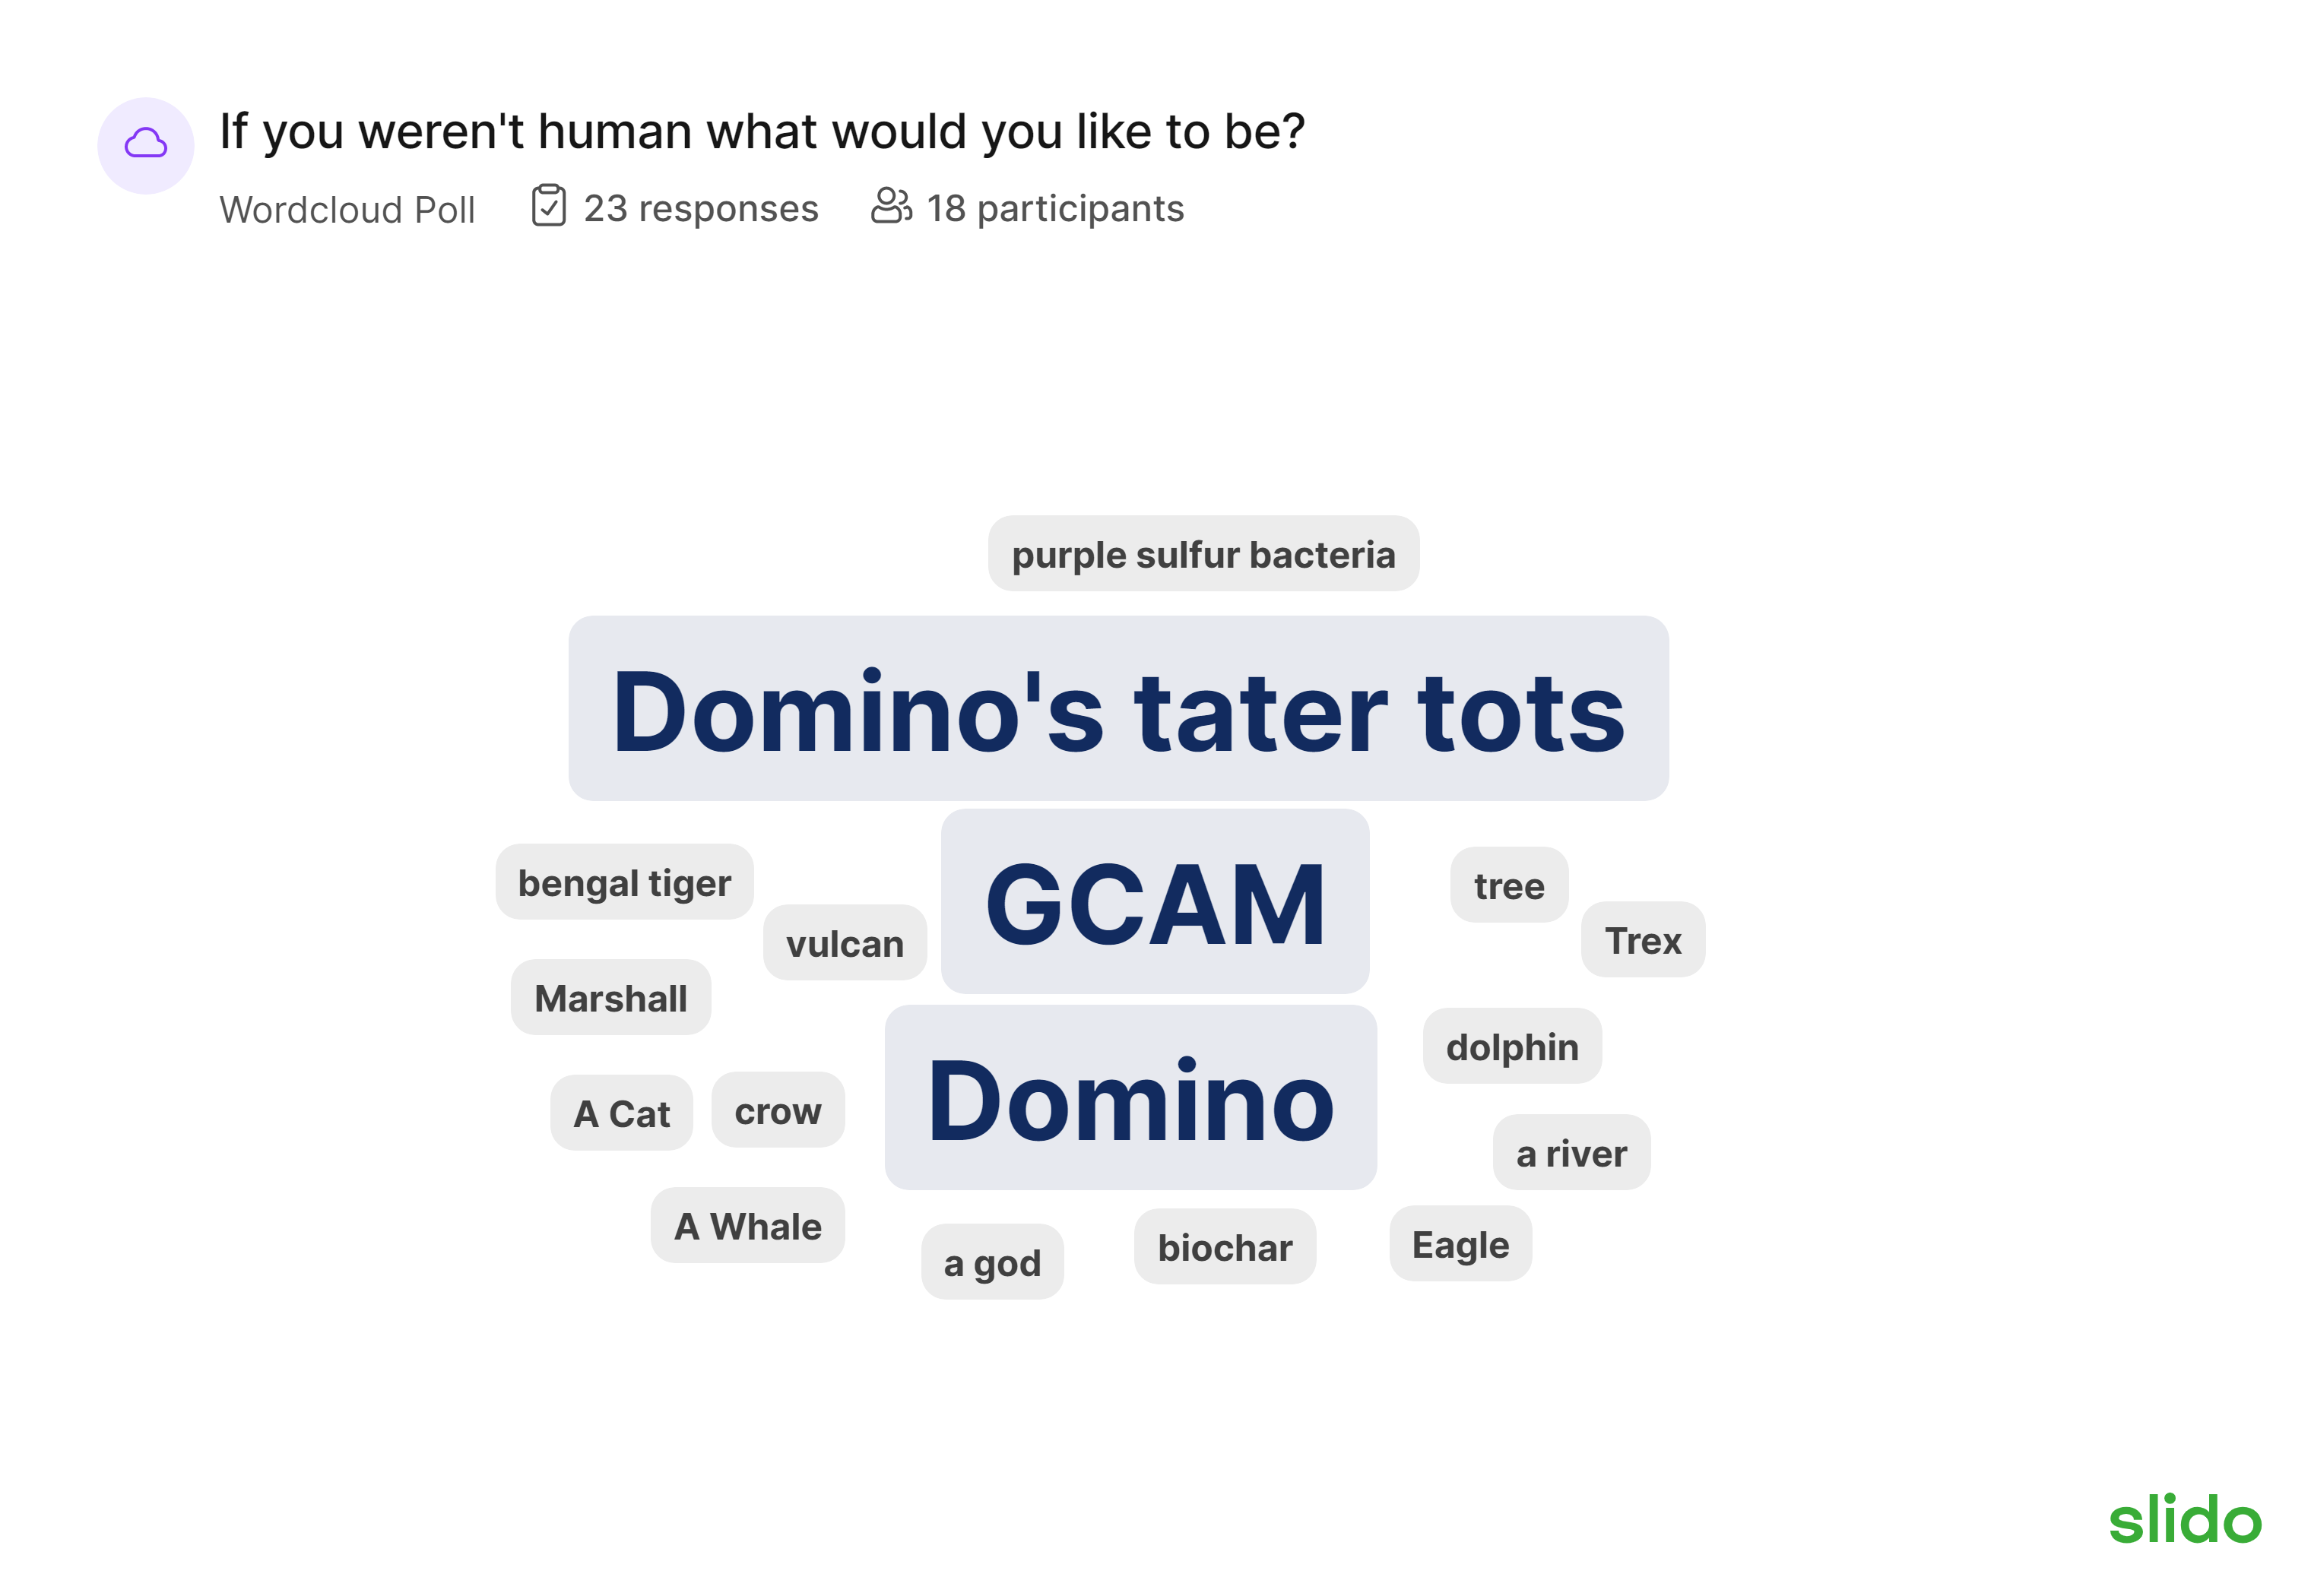 If you weren't human what would you like to be?
Wordcloud Poll 23 responses 18 participants
purple sulfur bacteria
Domino's tater tots
GCAM
bengal tiger
tree
vulcan
Trex
Marshall
dolphin
Domino
A Cat
crow
a river
A Whale
a god
biochar
Eagle
slido